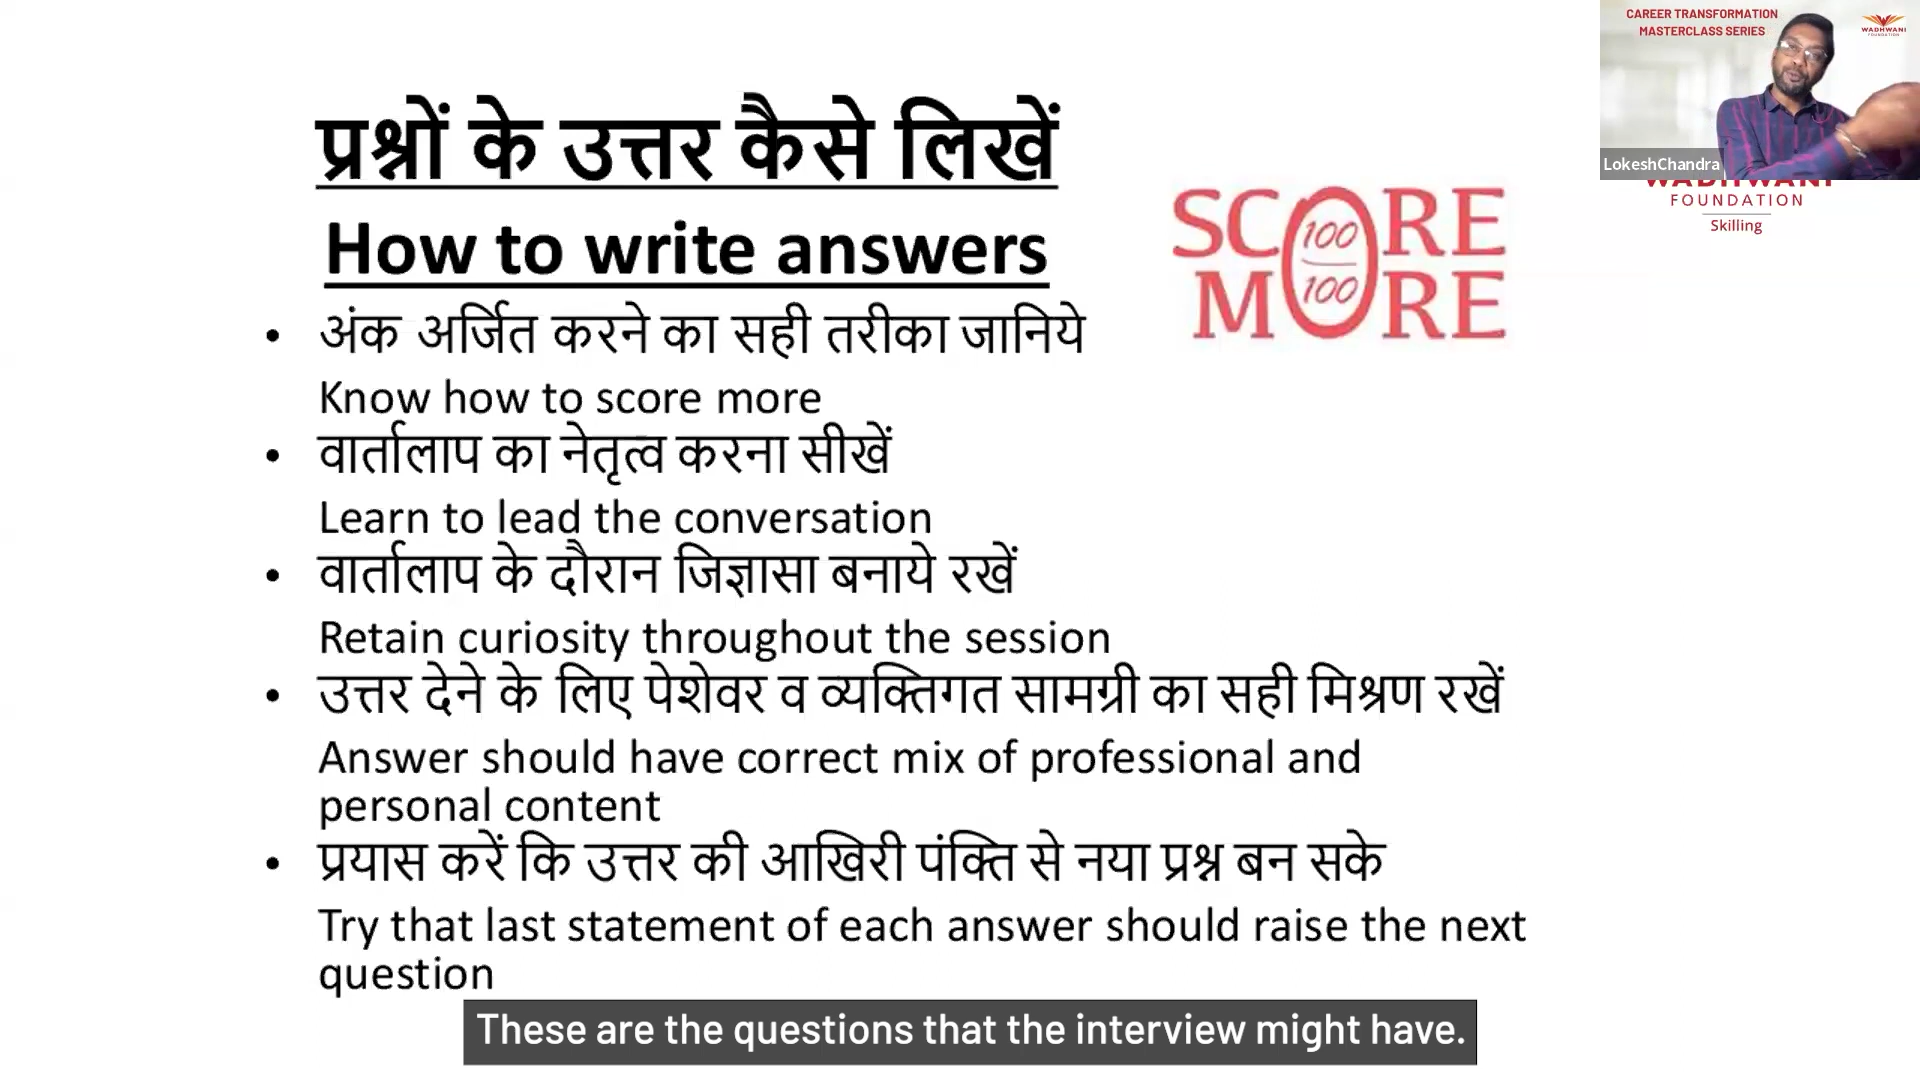 CAREER TRANSFORMATION
MASTERCLASS SERIES
WADHWANI
FOUNDATION
LokeshChandra
WADHWANI
FOUNDATION
Skilling
प्रश्नों के उत्तर कैसे लिखें
How to write answers
SCORE
100
100
MORE
• अंक अर्जित करने का सही तरीका जानिये
Know how to score more
• वार्तालाप का नेतृत्व करना सीखें
Learn to lead the conversation
• वार्तालाप के दौरान जिज्ञासा बनाये रखें
Retain curiosity throughout the session
• उत्तर देने के लिए पेशेवर व व्यक्तिगत सामग्री का सही मिश्रण रखें
Answer should have correct mix of professional and
personal content
• प्रयास करें कि उत्तर की आखिरी पंक्ति से नया प्रश्न बन सके
Try that last statement of each answer should raise the next
question
These are the questions that the interview might have.